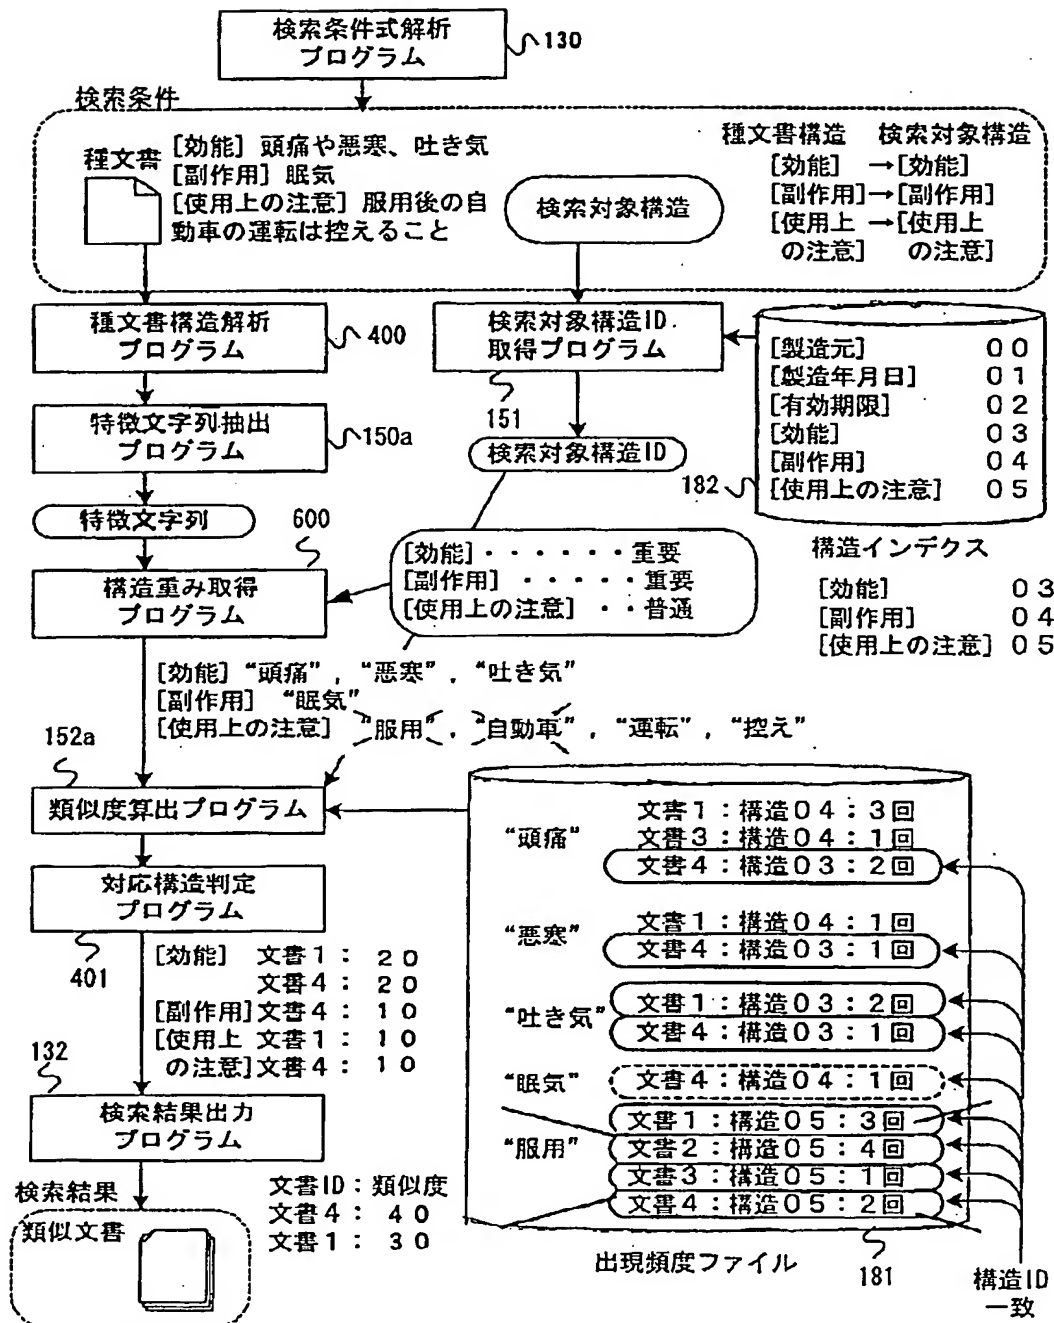 検索条件式解析
プログラム
130
検索条件
種文書
[効能] 頭痛や悪寒、吐き気
[副作用] 眠気
[使用上の注意] 服用後の自
動車の運転は控えること
検索対象構造
種文書構造 検索対象構造
[効能] →[効能]
[副作用]→[副作用]
[使用上 →[使用上
の注意] の注意]
種文書構造解析
プログラム
400
検索対象構造ID
取得プログラム
151
[製造元] 00
[製造年月日] 01
[有効期限] 02
[効能] 03
[副作用] 04
[使用上の注意] 05
182
構造インデクス
[効能] 03
[副作用] 04
[使用上の注意] 05
特徴文字列抽出
プログラム
150a
検索対象構造ID
特徴文字列
600
構造重み取得
プログラム
[効能]・・・・・・重要
[副作用]・・・・・重要
[使用上の注意]・・普通
[効能] “頭痛”, “悪寒”, “吐き気”
[副作用] “眠気”
[使用上の注意] “服用”, “自動車”, “運転”, “控え”
152a
類似度算出プログラム
対応構造判定
プログラム
401
[効能] 文書1: 20
文書4: 20
[副作用]文書4: 10
[使用上 文書1: 10
の注意]文書4: 10
132
検索結果出力
プログラム
検索結果
類似文書
文書ID:類似度
文書4: 40
文書1: 30
“頭痛”
文書1:構造04:3回
文書3:構造04:1回
文書4:構造03:2回
“悪寒”
文書1:構造04:1回
文書4:構造03:1回
“吐き気”
文書1:構造03:2回
文書4:構造03:1回
“眠気”
文書4:構造04:1回
“服用”
文書1:構造05:3回
文書2:構造05:4回
文書3:構造05:1回
文書4:構造05:2回
出現頻度ファイル
181
構造ID
一致